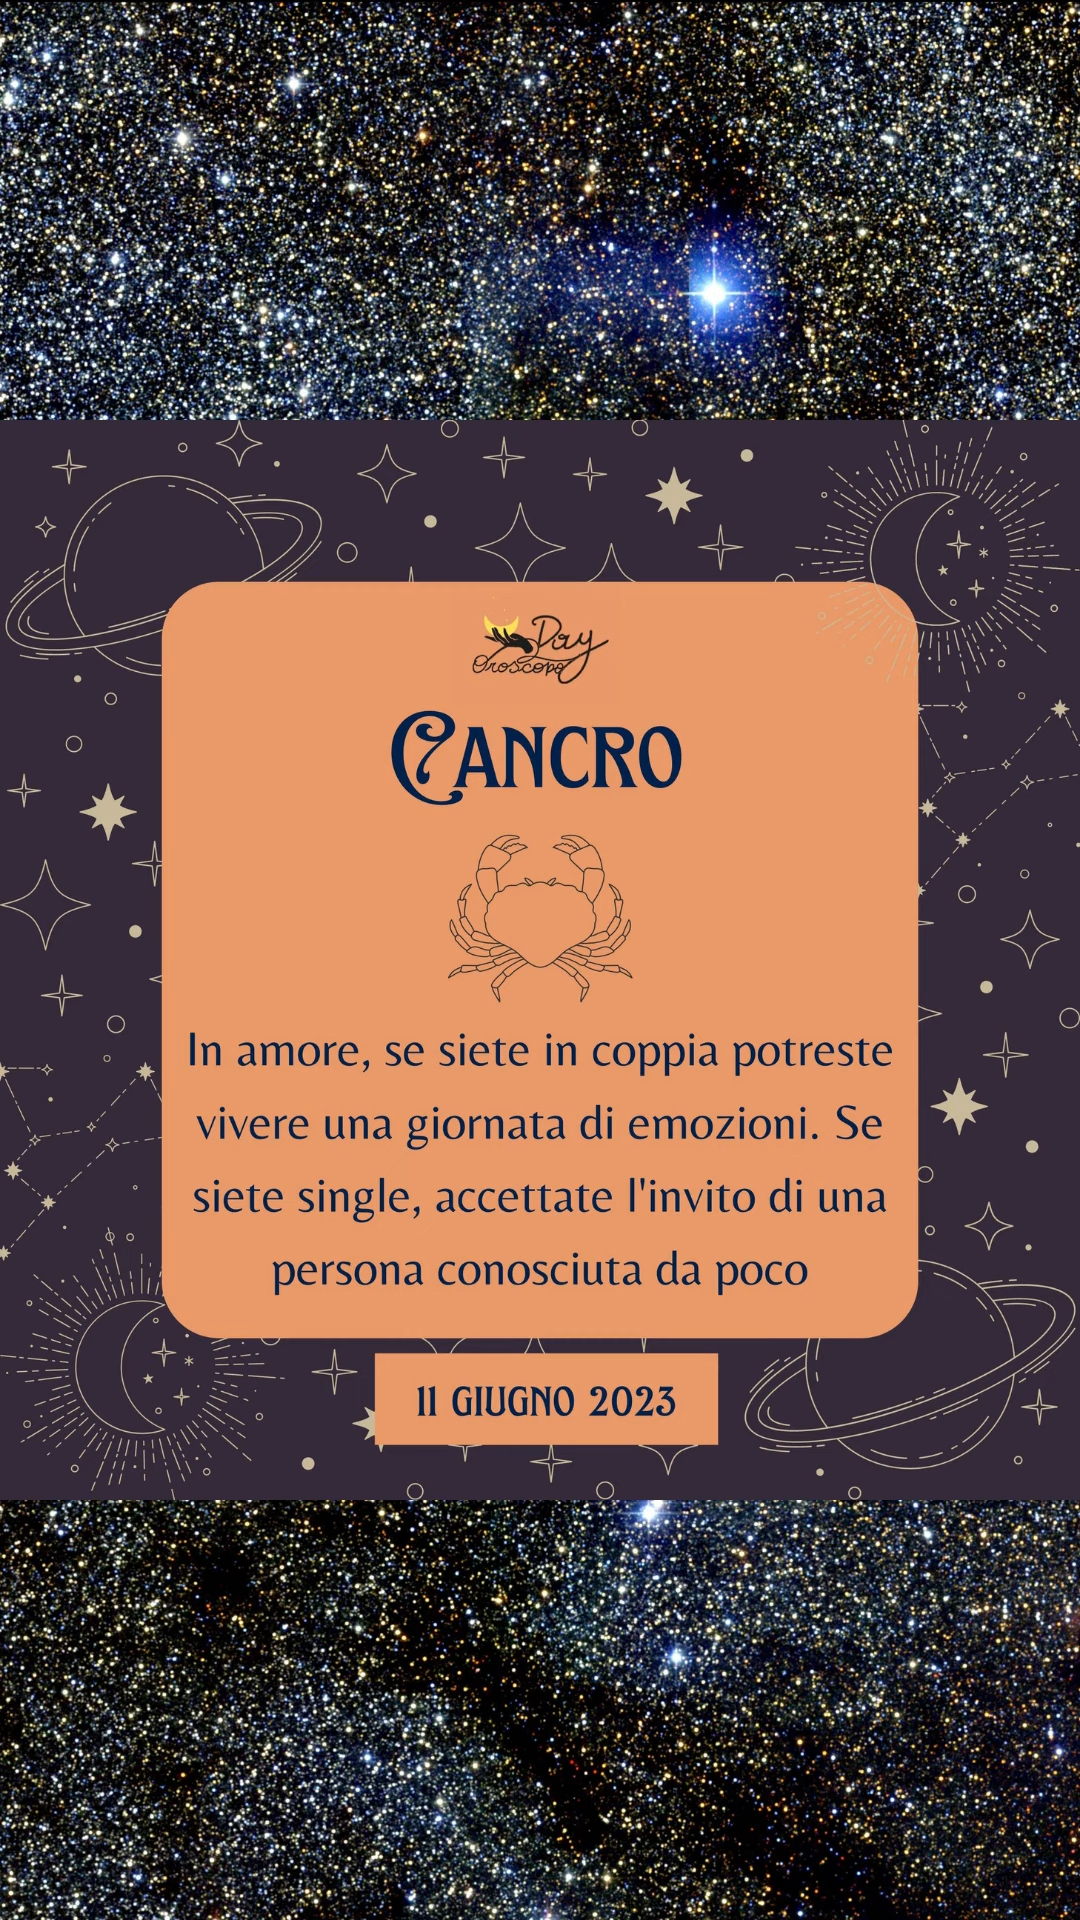 Day
Oroscopo
Cancro
In amore, se siete in coppia potreste
vivere una giornata di emozioni. Se
siete single, accettate l'invito di una
persona conosciuta da poco
11 GIUGNO 2023